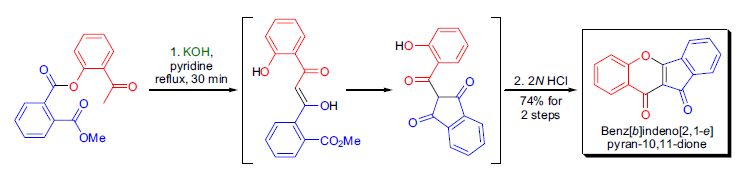 O
O
O
O
O
OMe
1. KOH,
pyridine
reflux, 30 min
HO
O
OH
CO₂Me
HO
O
O
O
2. 2N HCl
74% for
2 steps
O
O
O
Benz[b]indeno[2,1-e]
pyran-10,11-dione